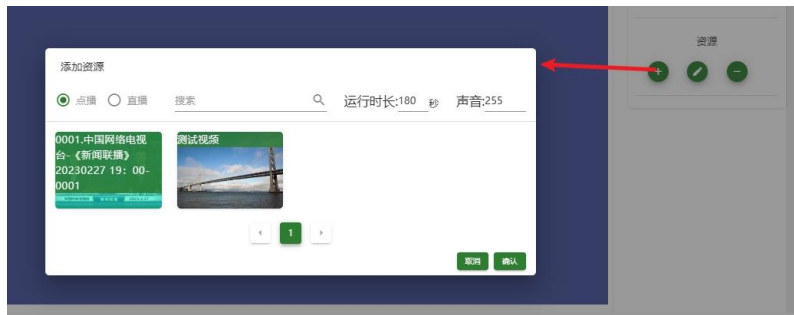 资源
添加资源
点播 直播 搜索 运行时长:180 秒 声音:255
0001.中国网络电视
台-《新闻联播》
20230227 19：00-
0001
测试视频
1
取消 确认